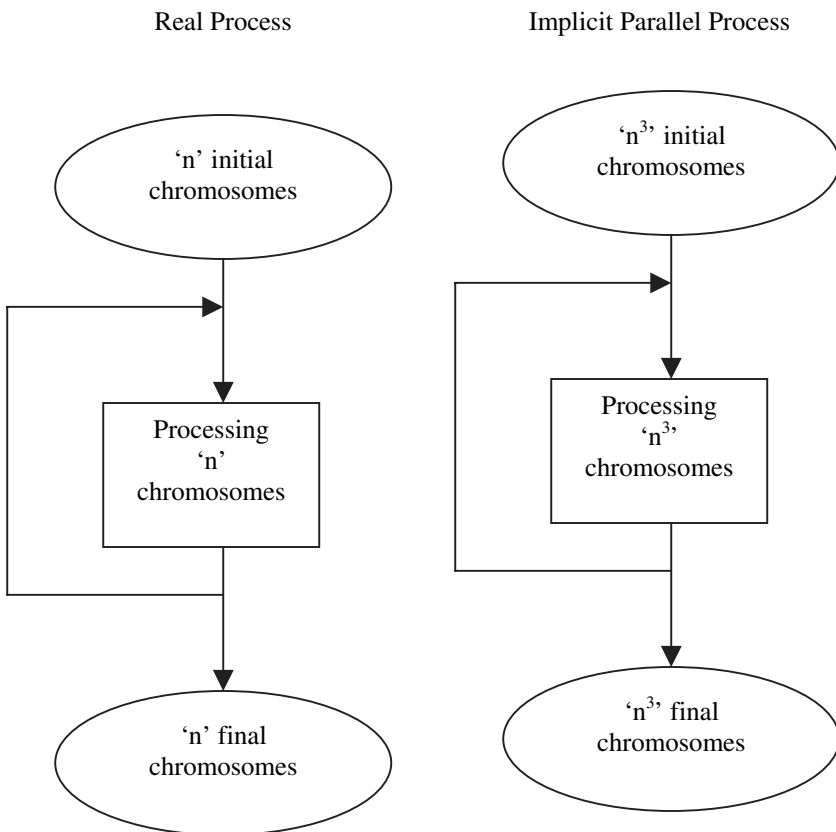 Real Process
‘n’ initial
chromosomes
Processing
‘n’
chromosomes
‘n’ final
chromosomes
Implicit Parallel Process
‘n³’ initial
chromosomes
Processing
‘n³’
chromosomes
‘n³’ final
chromosomes